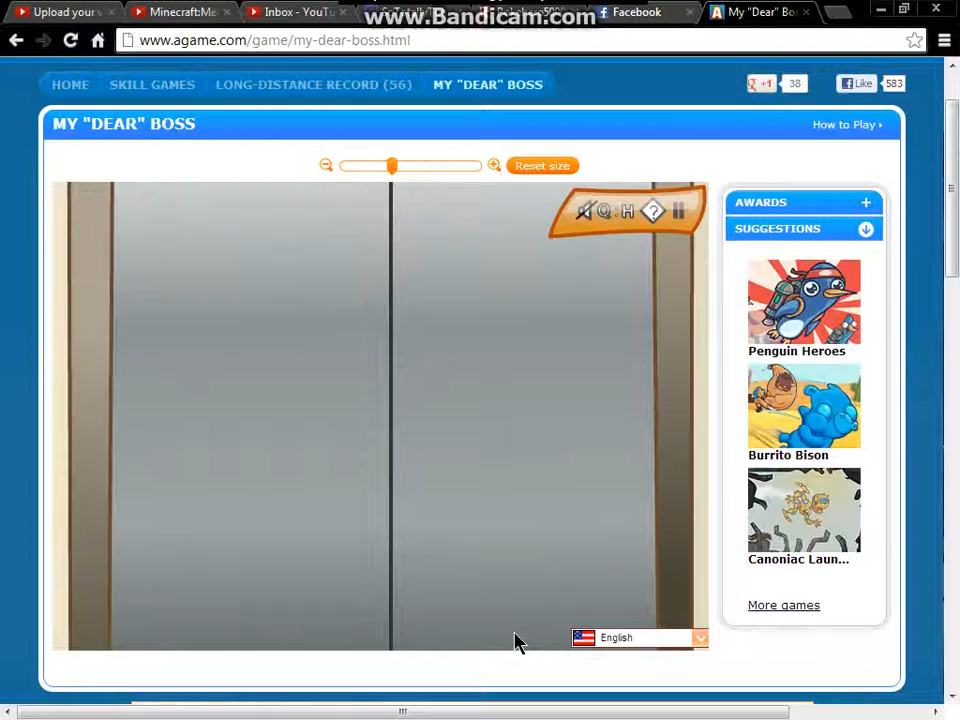 Upload your v
Minecraft:Me
Inbox - YouTu
Facebook
My "Dear" Bos
www.Bandicam.com
www.agame.com/game/my-dear-boss.html
HOME
SKILL GAMES
LONG-DISTANCE RECORD (56)
MY "DEAR" BOSS
+1
38
Like
583
MY "DEAR" BOSS
How to Play
Reset size
Q: H ?
AWARDS
SUGGESTIONS
Penguin Heroes
Burrito Bison
Canoniac Laun...
More games
English